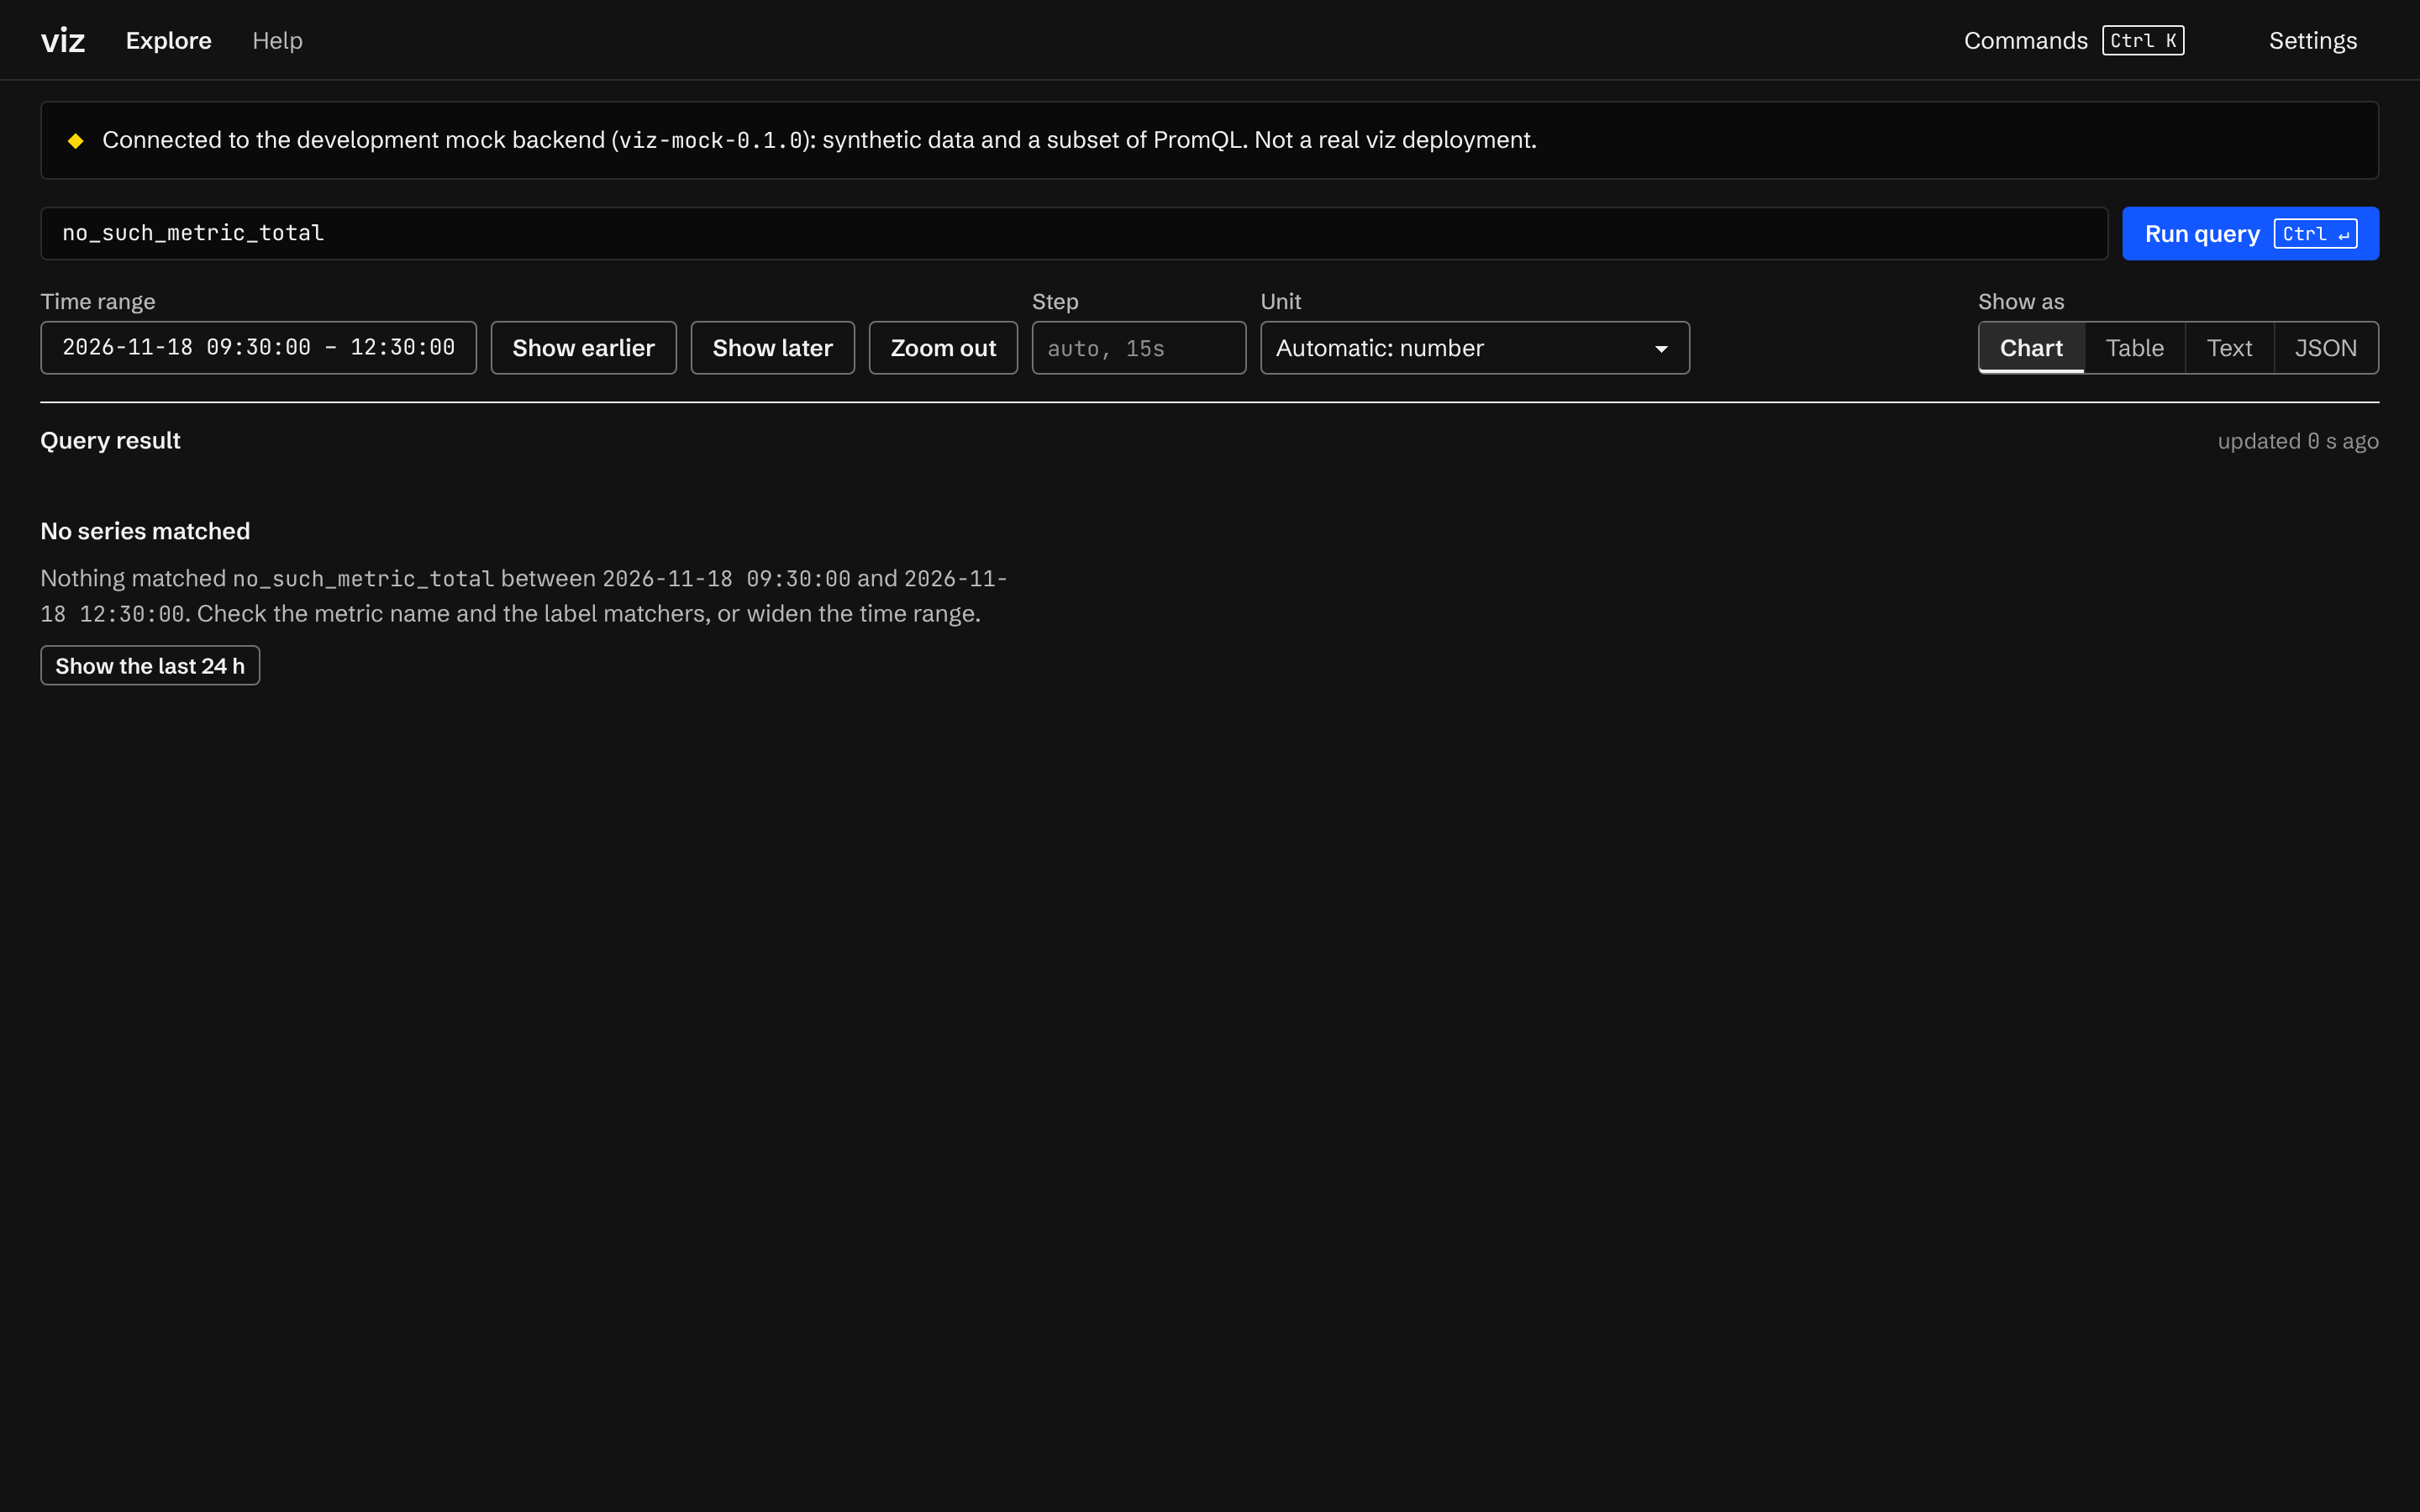 viz Explore Help Commands Ctrl K Settings
Connected to the development mock backend (viz-mock-0.1.0): synthetic data and a subset of PromQL. Not a real viz deployment.
no_such_metric_total Run query Ctrl ↵
Time range Step Unit Show as
2026-11-18 09:30:00 – 12:30:00 Show earlier Show later Zoom out auto, 15s Automatic: number Chart Table Text JSON
Query result updated 0 s ago
No series matched
Nothing matched no_such_metric_total between 2026-11-18 09:30:00 and 2026-11-
18 12:30:00. Check the metric name and the label matchers, or widen the time range.
Show the last 24 h